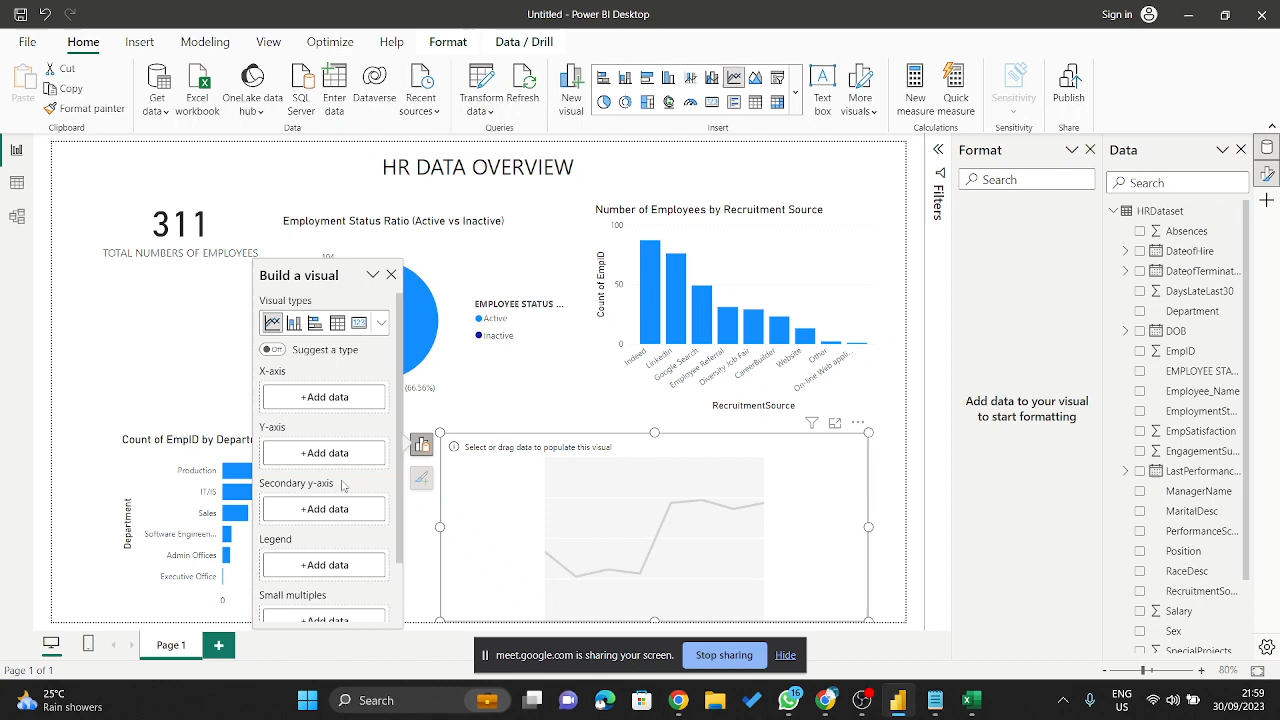 Untitled - Power BI Desktop
Sign in
File
Home
Insert
Modeling
View
Optimize
Help
Format
Data / Drill
Paste
Cut
Copy
Format painter
Clipboard
Get data
Excel workbook
OneLake data hub
SQL Server
Enter data
Dataverse
Recent sources
Data
Transform data
Refresh
Queries
New visual
Text box
More visuals
Insert
New measure
Quick measure
Calculations
Sensitivity
Sensitivity
Publish
Share
HR DATA OVERVIEW
311
TOTAL NUMBERS OF EMPLOYEES
Employment Status Ratio (Active vs Inactive)
104
(66.56%)
EMPLOYEE STATUS ...
Active
Inactive
Number of Employees by Recruitment Source
Count of EmpID
100
50
0
Indeed
LinkedIn
Google Search
Employee Referral
Diversity Job Fair
CareerBuilder
Website
Other
On-line Web appli...
RecruitmentSource
Count of EmpID by Departm
Department
Production
IT/IS
Sales
Software Engineeri...
Admin Offices
Executive Office
0
Build a visual
Visual types
123
Off
Suggest a type
X-axis
+Add data
Y-axis
+Add data
Secondary y-axis
+Add data
Legend
+Add data
Small multiples
+Add data
Select or drag data to populate this visual
Filters
Format
Search
Add data to your visual
to start formatting
Data
Search
HRDataset
Absences
DateofHire
DateofTerminat...
DaysLateLast30
Department
DOB
EmpID
EMPLOYEE STA...
Employee_Name
EmploymentSt...
EmpSatisfaction
EngagementSu...
LastPerformanc...
ManagerName
MaritalDesc
PerformanceSc...
Position
RaceDesc
RecruitmentSo...
Salary
Sex
SpecialProjects
Page 1
+
meet.google.com is sharing your screen.
Stop sharing
Hide
Page 1 of 1
- + 80%
25°C
Rain showers
Search
16
ENG
US
21:59
30/09/2023